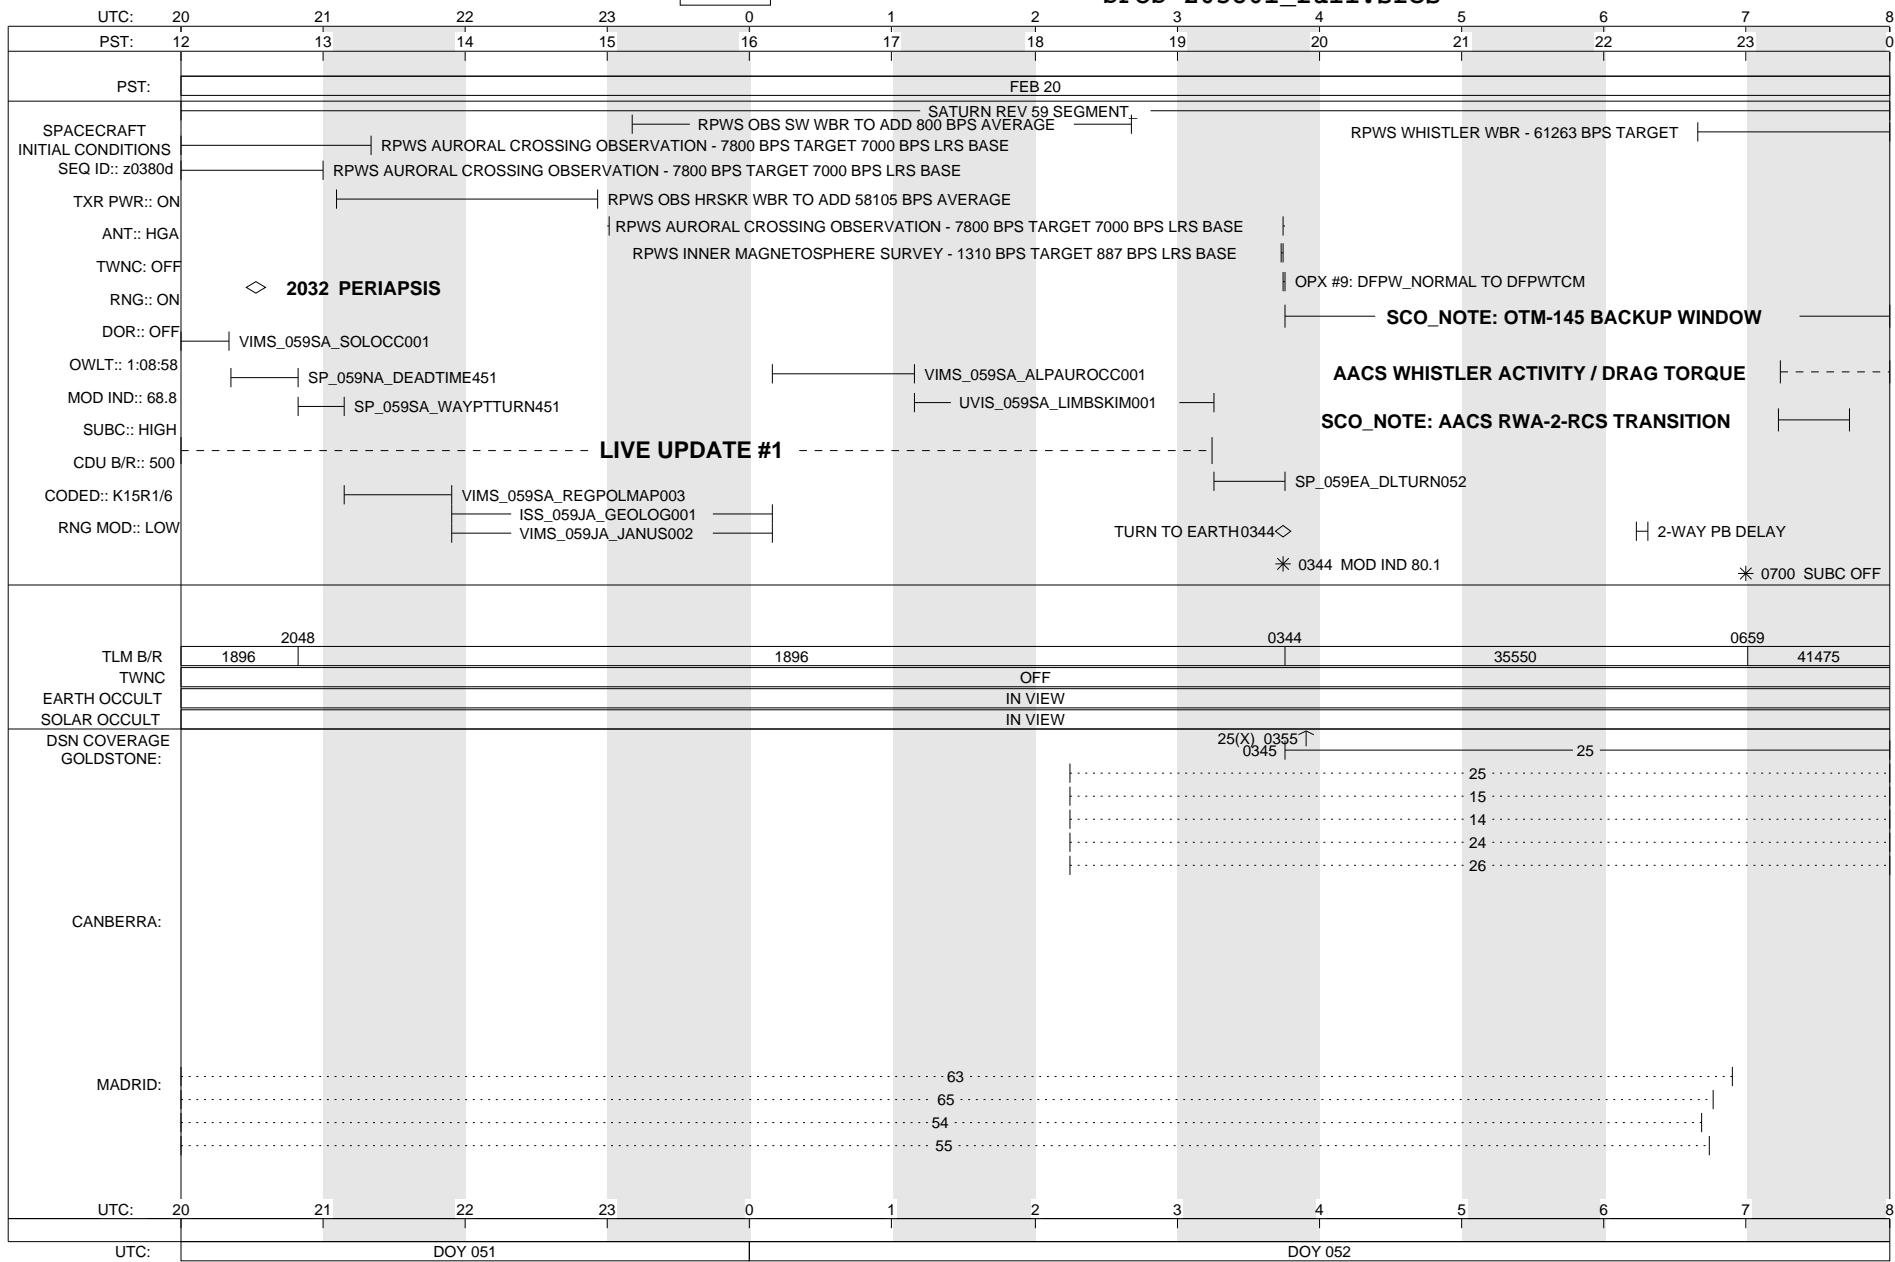 UTC: 20 21 22 23 0 1 2 3 4 5 6 7 8
PST: 12 13 14 15 16 17 18 19 20 21 22 23 0
PST: FEB 20
SATURN REV 59 SEGMENT
SPACECRAFT
INITIAL CONDITIONS
RPWS OBS SW WBR TO ADD 800 BPS AVERAGE
RPWS WHISTLER WBR - 61263 BPS TARGET
RPWS AURORAL CROSSING OBSERVATION - 7800 BPS TARGET 7000 BPS LRS BASE
SEQ ID:: z0380d
RPWS AURORAL CROSSING OBSERVATION - 7800 BPS TARGET 7000 BPS LRS BASE
TXR PWR:: ON
RPWS OBS HRSKR WBR TO ADD 58105 BPS AVERAGE
ANT:: HGA
RPWS AURORAL CROSSING OBSERVATION - 7800 BPS TARGET 7000 BPS LRS BASE
RPWS INNER MAGNETOSPHERE SURVEY - 1310 BPS TARGET 887 BPS LRS BASE
TWNC: OFF
OPX #9: DFPW_NORMAL TO DFPWTCM
2032 PERIAPSIS
RNG:: ON
SCO_NOTE: OTM-145 BACKUP WINDOW
DOR:: OFF
VIMS_059SA_SOLOCC001
OWLT:: 1:08:58
SP_059NA_DEADTIME451
VIMS_059SA_ALPAUROCC001
AACS WHISTLER ACTIVITY / DRAG TORQUE
MOD IND:: 68.8
SP_059SA_WAYPTTURN451
UVIS_059SA_LIMBSKIM001
SUBC:: HIGH
SCO_NOTE: AACS RWA-2-RCS TRANSITION
LIVE UPDATE #1
CDU B/R:: 500
SP_059EA_DLTURN052
CODED:: K15R1/6
VIMS_059SA_REGPOLMAP003
ISS_059JA_GEOLOG001
RNG MOD:: LOW
VIMS_059JA_JANUS002
TURN TO EARTH 0344
2-WAY PB DELAY
0344 MOD IND 80.1
0700 SUBC OFF
2048 0344 0659
TLM B/R 1896 1896 35550 41475
TWNC OFF
EARTH OCCULT IN VIEW
SOLAR OCCULT IN VIEW
DSN COVERAGE
25(X) 0355
GOLDSTONE: 0345 25
25
15
14
24
26
CANBERRA:
MADRID: 63
65
54
55
UTC: 20 21 22 23 0 1 2 3 4 5 6 7 8
UTC: DOY 051 DOY 052